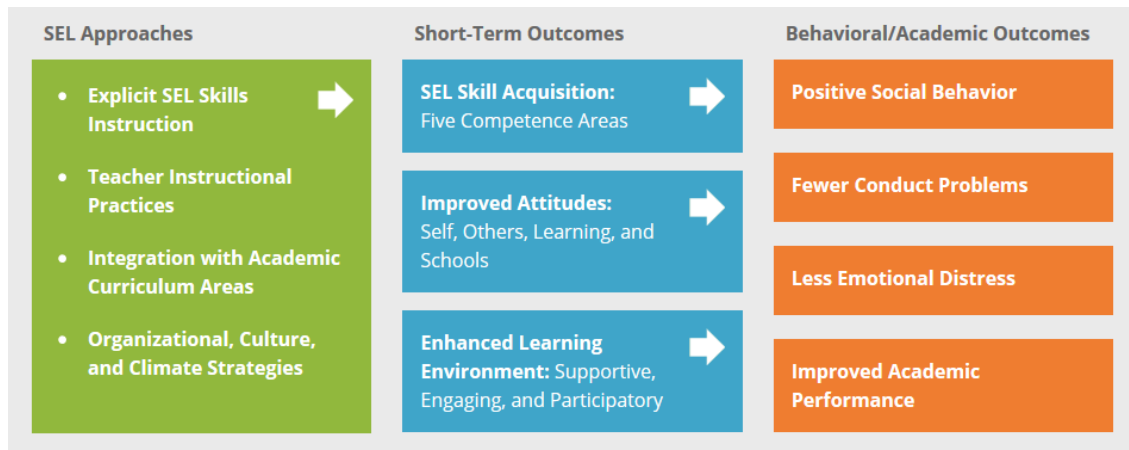 SEL Approaches
• Explicit SEL Skills
Instruction
• Teacher Instructional
Practices
• Integration with Academic
Curriculum Areas
• Organizational, Culture,
and Climate Strategies
Short-Term Outcomes
SEL Skill Acquisition:
Five Competence Areas
Improved Attitudes:
Self, Others, Learning, and
Schools
Enhanced Learning
Environment: Supportive,
Engaging, and Participatory
Behavioral/Academic Outcomes
Positive Social Behavior
Fewer Conduct Problems
Less Emotional Distress
Improved Academic
Performance